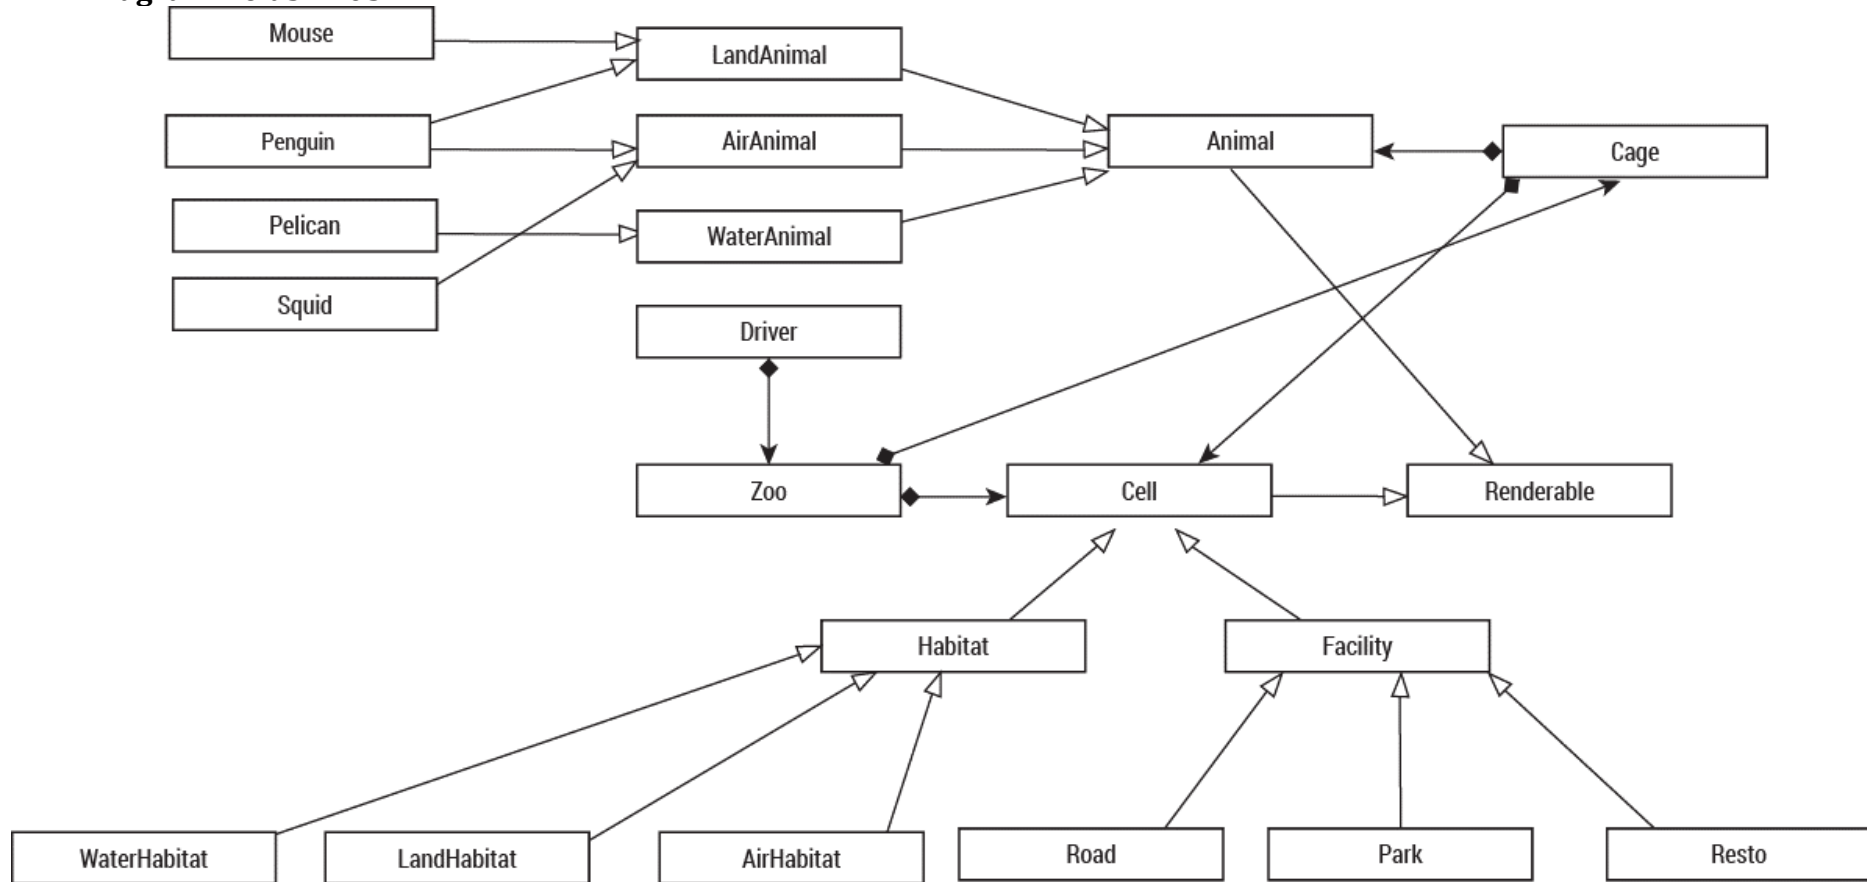 Mouse
LandAnimal
Penguin
AirAnimal
Animal
Cage
Pelican
WaterAnimal
Squid
Driver
Zoo
Cell
Renderable
Habitat
Facility
WaterHabitat
LandHabitat
AirHabitat
Road
Park
Resto